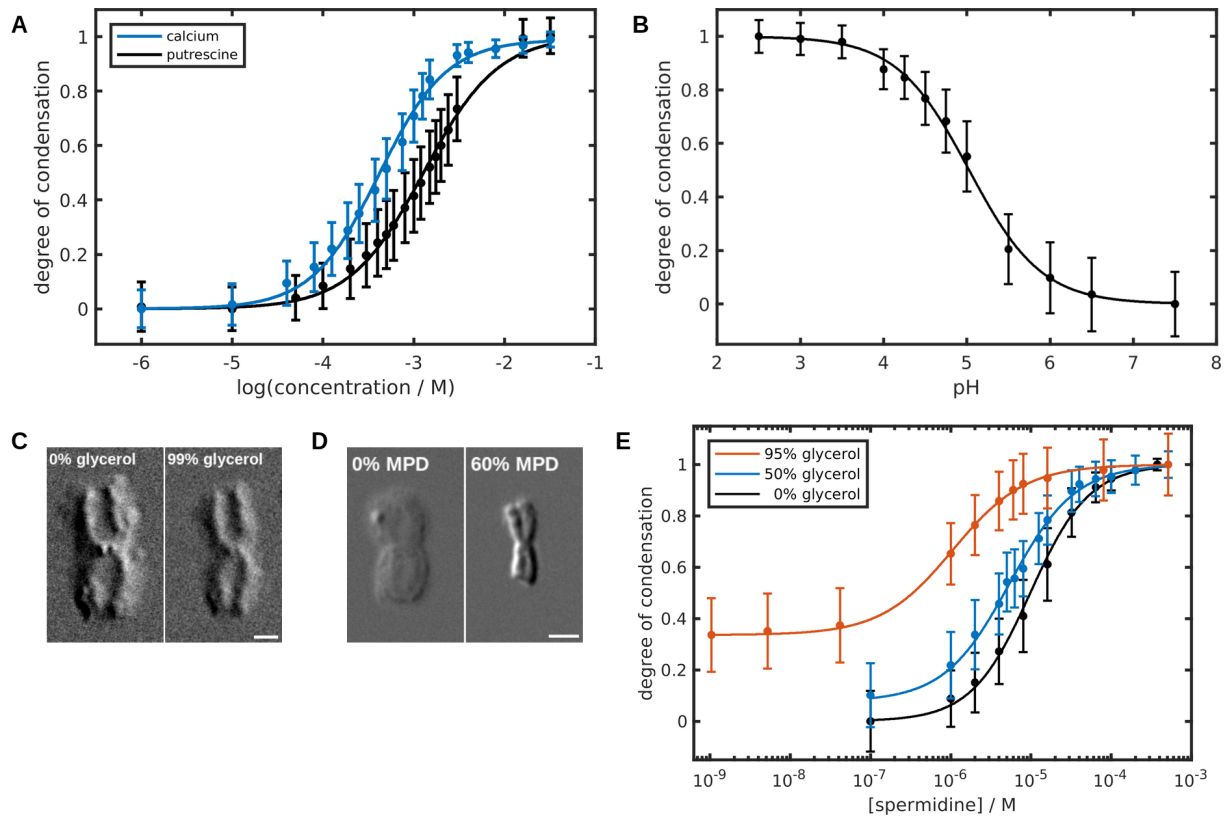 A
calcium
putrescine
degree of condensation
1
0.8
0.6
0.4
0.2
0
-6
-5
-4
-3
-2
-1
log(concentration / M)
B
degree of condensation
1
0.8
0.6
0.4
0.2
0
2
3
4
5
6
7
8
pH
C
0% glycerol
99% glycerol
D
0% MPD
60% MPD
E
95% glycerol
50% glycerol
0% glycerol
degree of condensation
1
0.8
0.6
0.4
0.2
0
10⁻⁹
10⁻⁸
10⁻⁷
10⁻⁶
10⁻⁵
10⁻⁴
10⁻³
[spermidine] / M